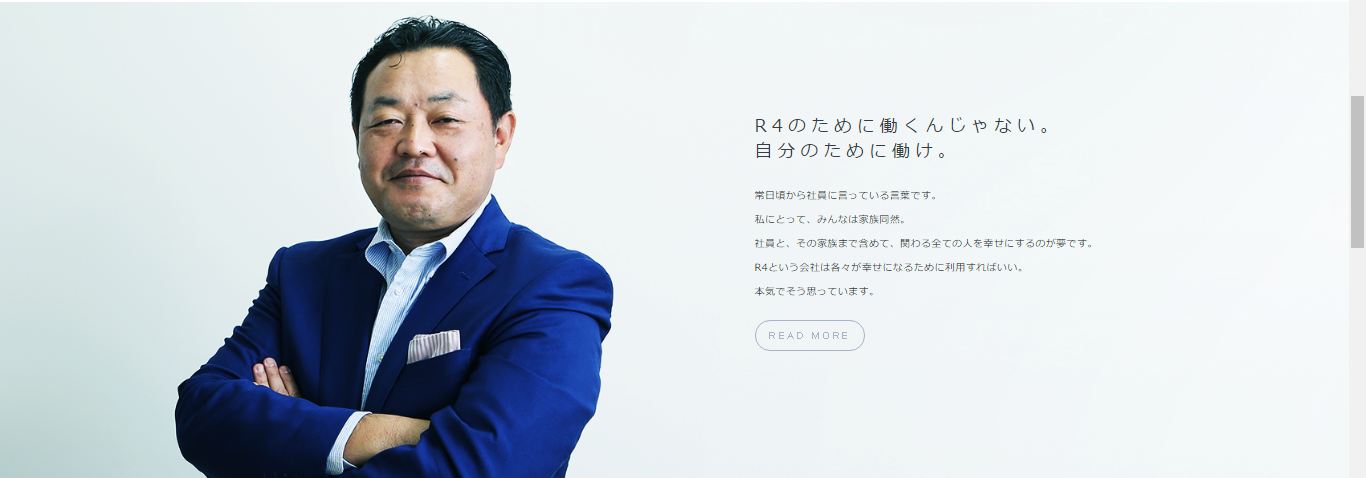 R4のために働くんじゃない。
自分のために働け。
常日頃から社員に言っている言葉です。
私にとって、みんなは家族同然。
社員と、その家族まで含めて、関わる全ての人を幸せにするのが夢です。
R4という会社は各々が幸せになるために利用すればいい。
本気でそう思っています。
READ MORE